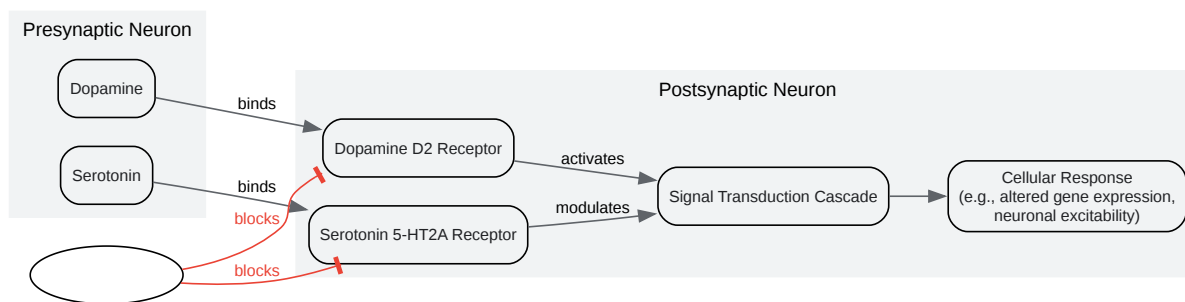 Presynaptic Neuron
Dopamine
Serotonin
binds
binds
blocks
blocks
Postsynaptic Neuron
Dopamine D2 Receptor
Serotonin 5-HT2A Receptor
activates
modulates
Signal Transduction Cascade
Cellular Response
(e.g., altered gene expression,
neuronal excitability)